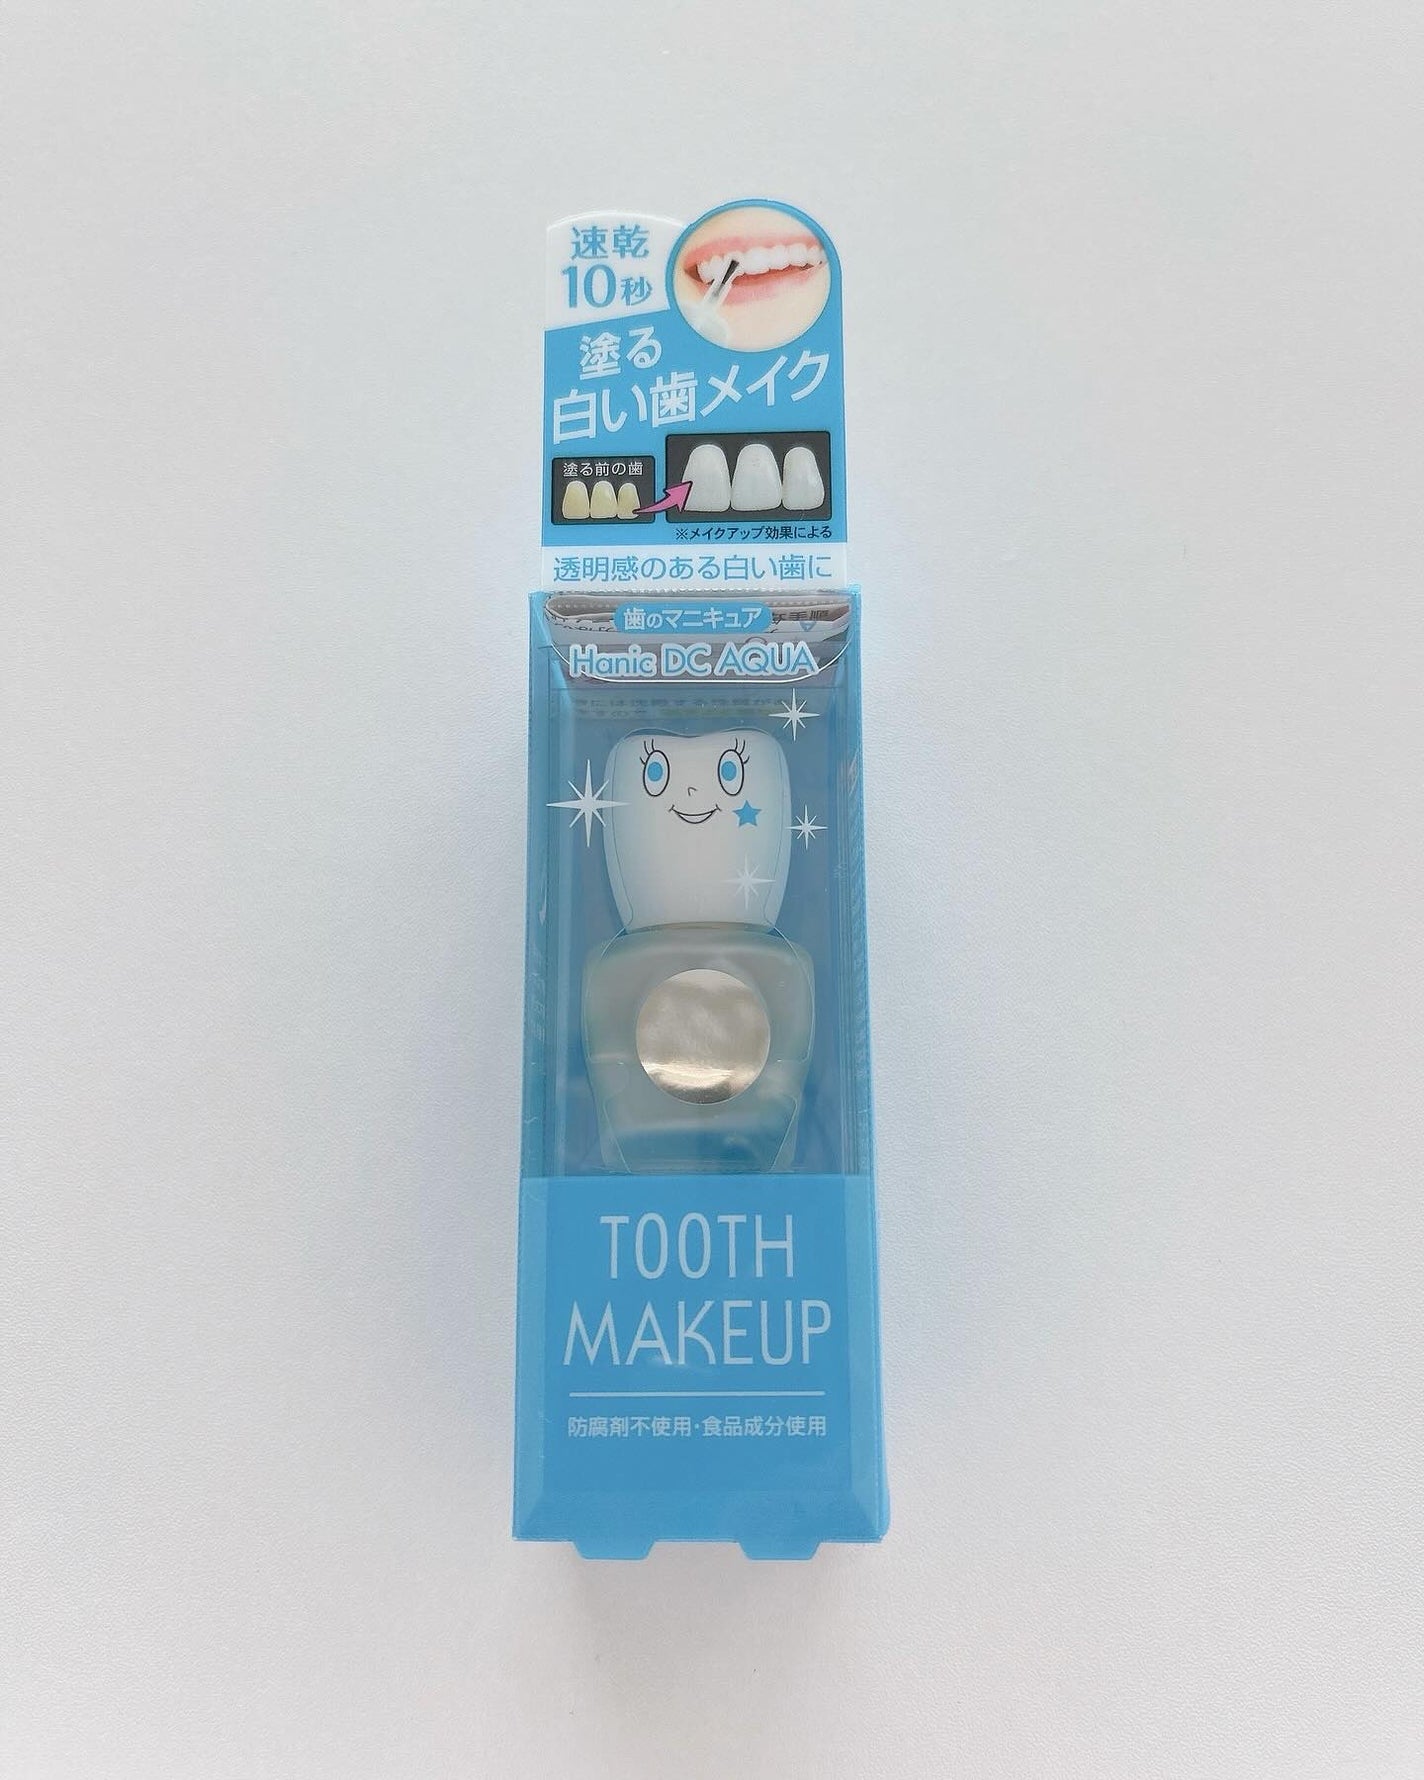 速乾
10秒
塗る
白い歯メイク
塗る前の歯
※メイクアップ効果による
透明感のある白い歯に
歯のマニキュア
Hanic DC AQUA
TOOTH
MAKEUP
防腐剤不使用・食品成分使用